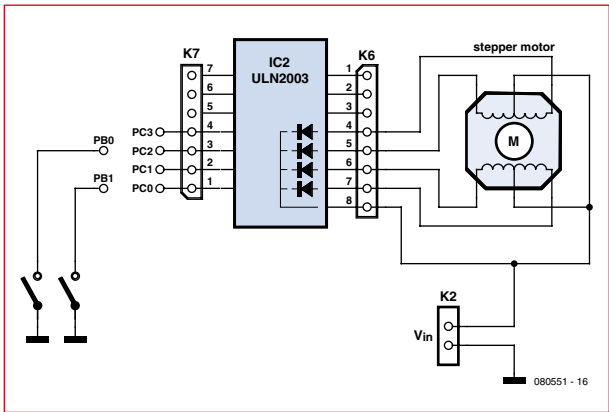 stepper motor
K7
IC2
ULN2003
K6
7
6
5
4
3
2
1
1
2
3
4
5
6
7
8
PC3
PC2
PC1
PC0
PB0
PB1
M
K2
Vin
080551 - 16